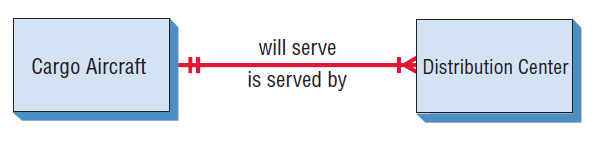 Cargo Aircraft
will serve
is served by
Distribution Center